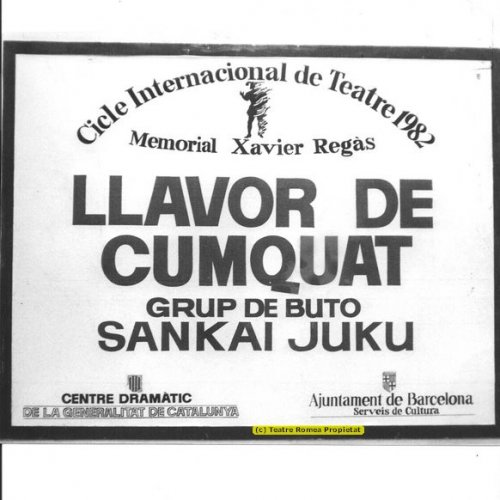 Cicle Internacional de Teatre 1982
Memorial Xavier Regàs
LLAVOR DE
CUMQUAT
GRUP DE BUTO
SANKAI JUKU
CENTRE DRAMÀTIC
DE LA GENERALITAT DE CATALUNYA
Ajuntament de Barcelona
Serveis de Cultura
(c) Teatre Romea Propietat